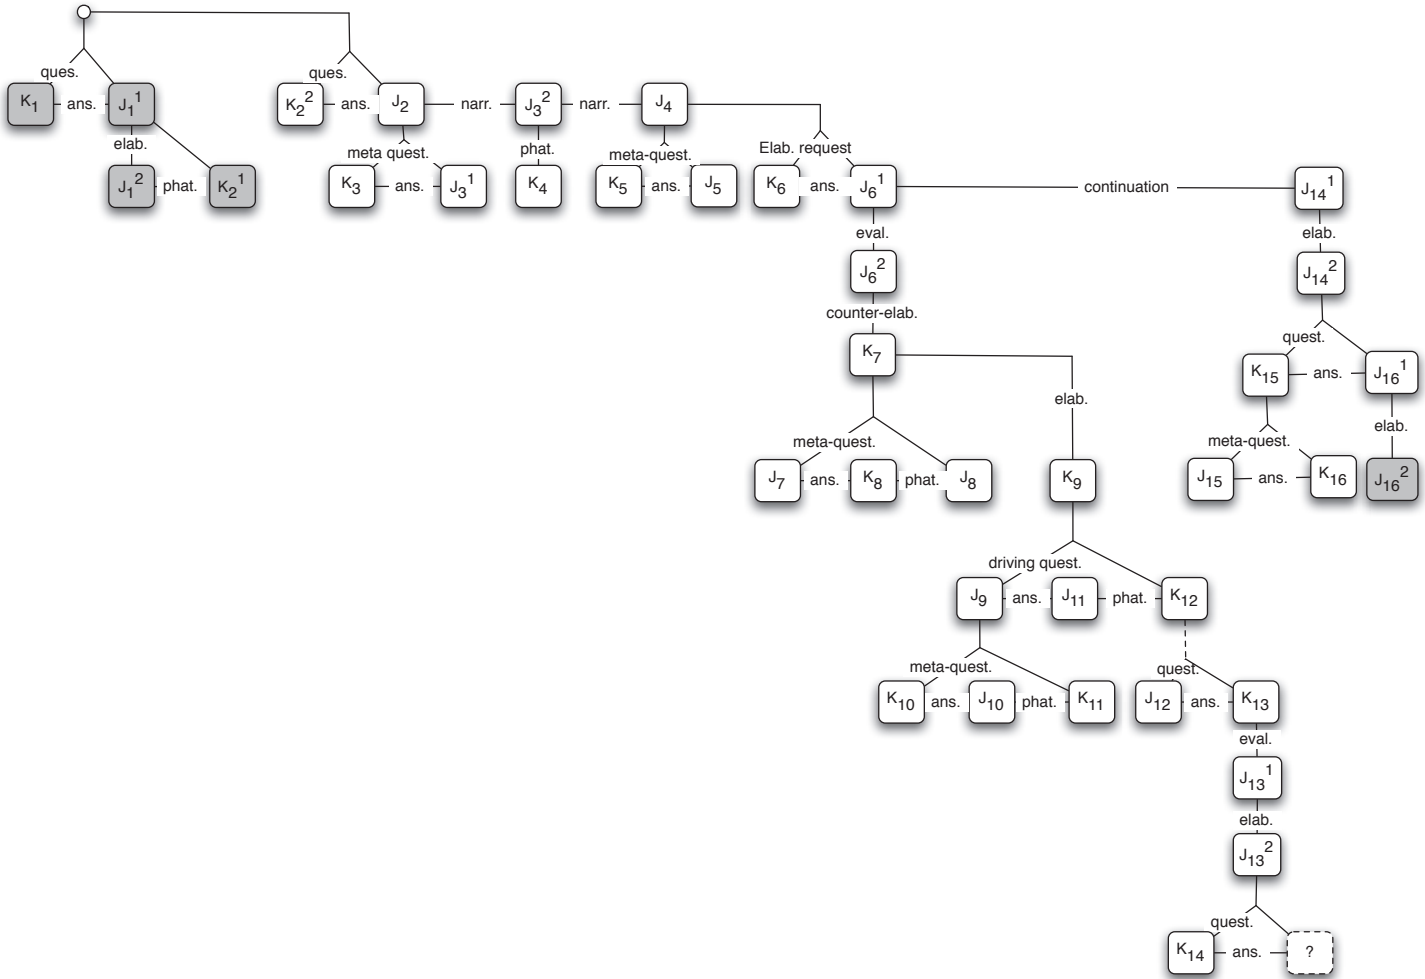 ques.
ques.
K1 ans. J1^1
K2^2 ans. J2 narr. J3^2 narr. J4
elab.
meta quest.
phat.
meta-quest.
Elab. request
J1^2 phat. K2^1
K3 ans. J3^1
K4
K5 ans. J5
K6 ans. J6^1 continuation J14^1
eval.
elab.
J6^2
J14^2
counter-elab.
quest.
K7
K15 ans. J16^1
elab.
elab.
meta-quest.
meta-quest.
J7 ans. K8 phat. J8
K9
J15 ans. K16
J16^2
driving quest.
J9 ans. J11 phat. K12
meta-quest.
quest.
K10 ans. J10 phat. K11
J12 ans. K13
eval.
J13^1
elab.
J13^2
quest.
K14 ans. ?